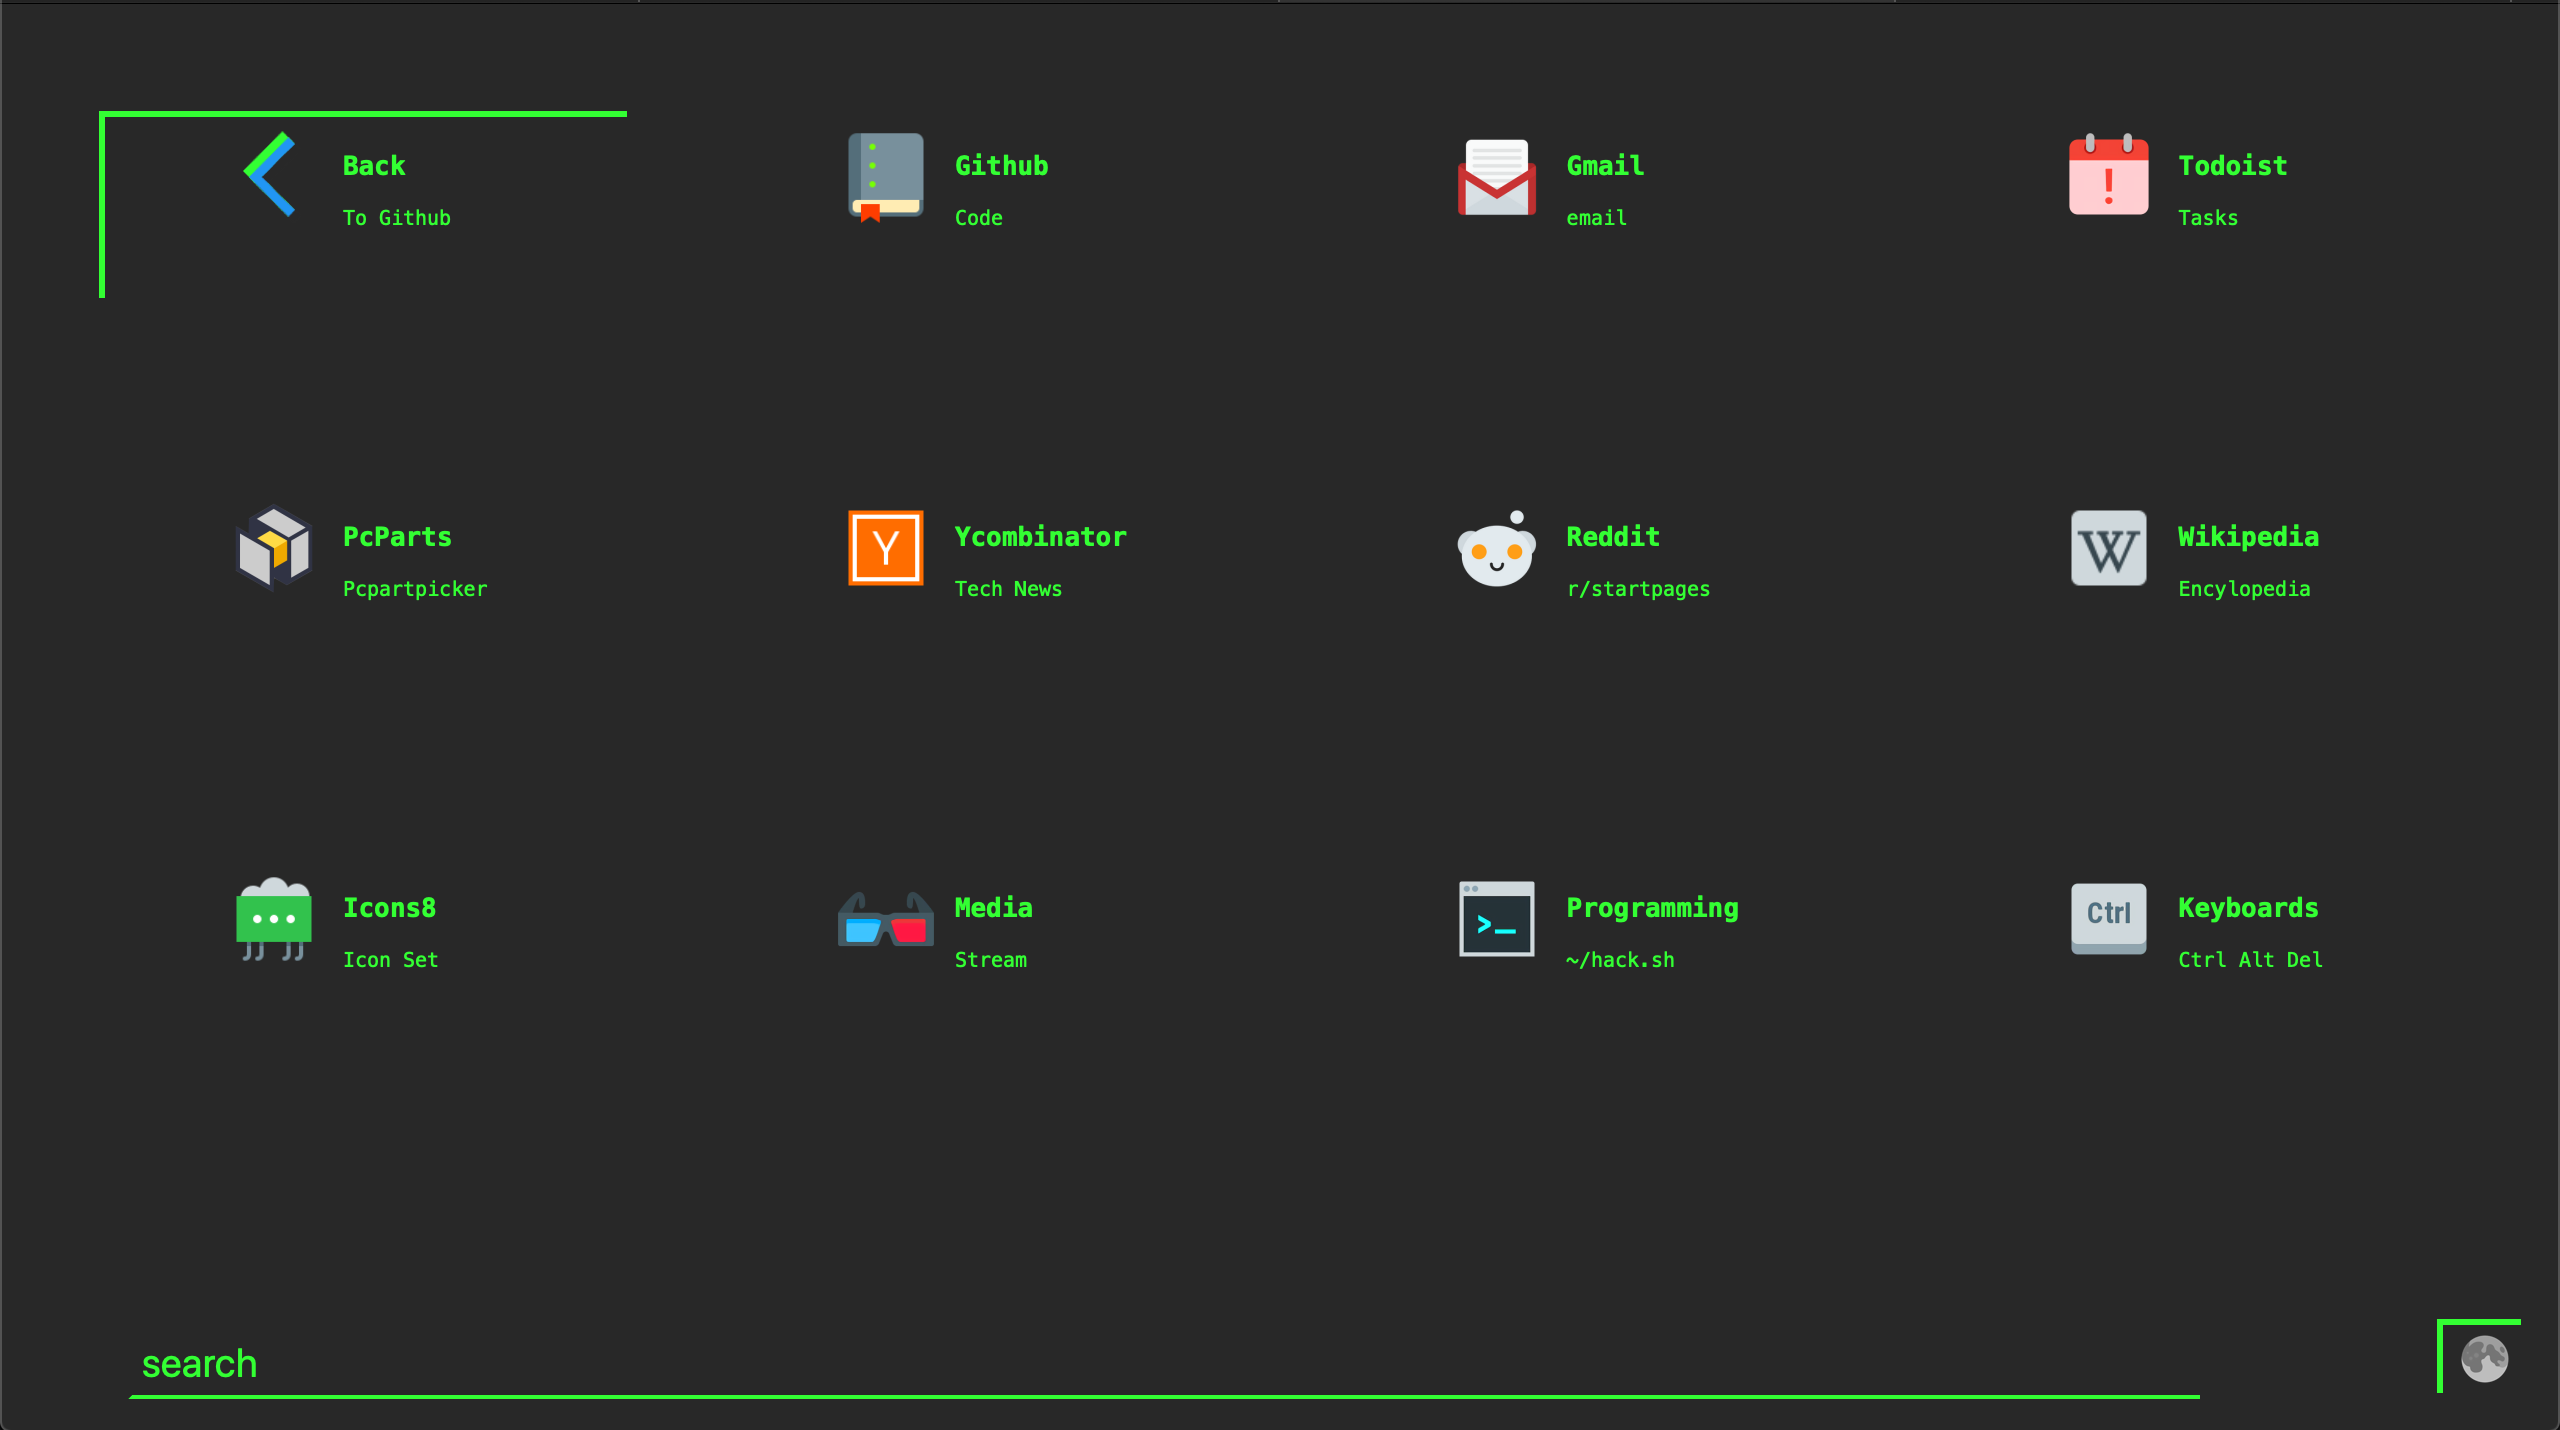 Back
To Github
Github
Code
Gmail
email
Todoist
Tasks
PcParts
Pcpartpicker
Y
Ycombinator
Tech News
Reddit
r/startpages
W
Wikipedia
Encylopedia
Icons8
Icon Set
Media
Stream
>_
Programming
~/hack.sh
Ctrl
Keyboards
Ctrl Alt Del
search